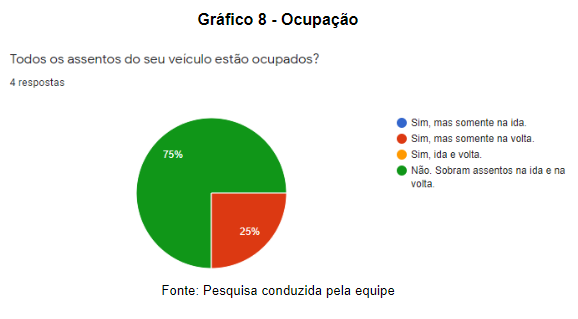 Gráfico 8 - Ocupação
Todos os assentos do seu veículo estão ocupados?
4 respostas
75%
25%
Sim, mas somente na ida.
Sim, mas somente na volta.
Sim, ida e volta.
Não. Sobram assentos na ida e na
volta.
Fonte: Pesquisa conduzida pela equipe